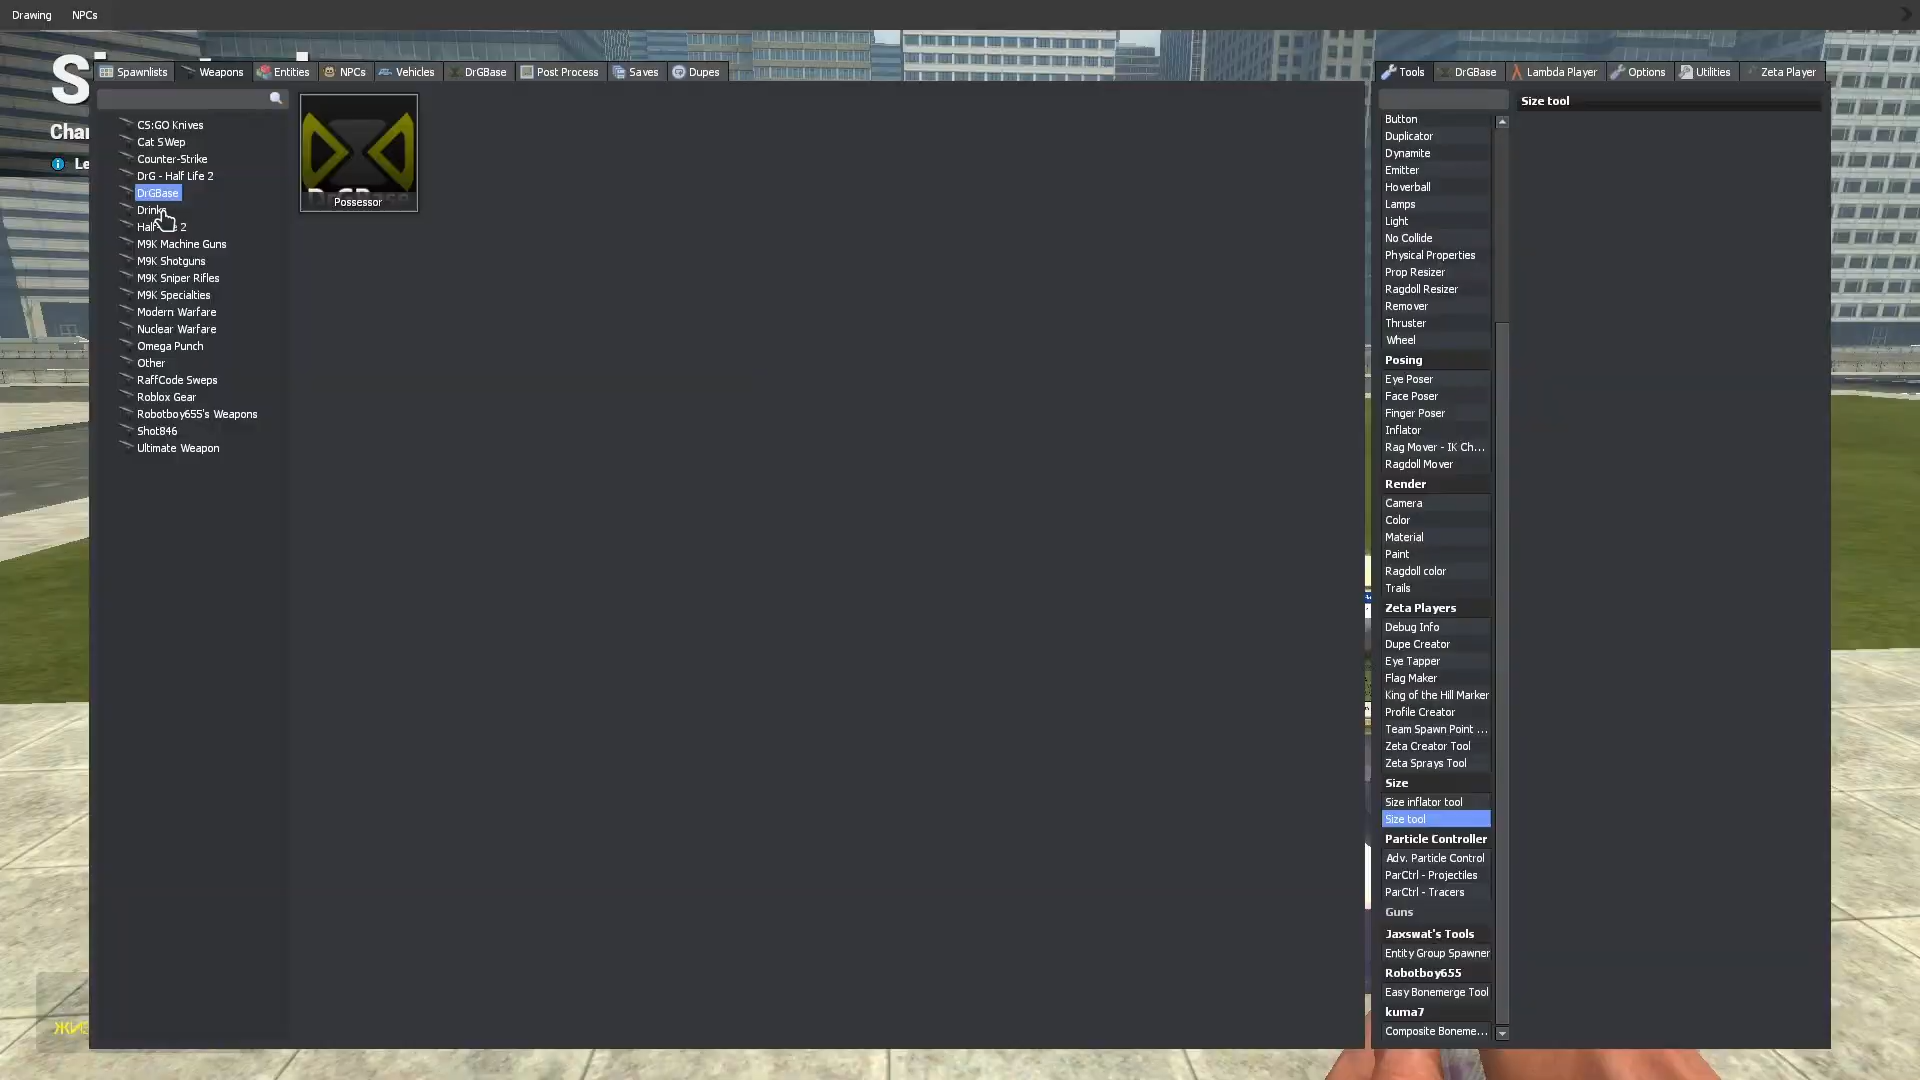 Drawing NPCs
S
Char
Le
Spawnlists Weapons Entities NPCs Vehicles DrGBase Post Process Saves Dupes
CS:GO Knives
Cat SWep
Counter-Strike
DrG - Half Life 2
DrGBase
Drinks
Half-Life 2
M9K Machine Guns
M9K Shotguns
M9K Sniper Rifles
M9K Specialties
Modern Warfare
Nuclear Warfare
Omega Punch
Other
RaffCode Sweps
Roblox Gear
Robotboy655's Weapons
Shot846
Ultimate Weapon
DrGBase
Possessor
Tools DrGBase Lambda Player Options Utilities Zeta Player
Button
Duplicator
Dynamite
Emitter
Hoverball
Lamps
Light
No Collide
Physical Properties
Prop Resizer
Ragdoll Resizer
Remover
Thruster
Wheel
Posing
Eye Poser
Face Poser
Finger Poser
Inflator
Rag Mover - IK Ch...
Ragdoll Mover
Render
Camera
Color
Material
Paint
Ragdoll color
Trails
Zeta Players
Debug Info
Dupe Creator
Eye Tapper
Flag Maker
King of the Hill Marker
Profile Creator
Team Spawn Point ...
Zeta Creator Tool
Zeta Sprays Tool
Size
Size inflator tool
Size tool
Particle Controller
Adv. Particle Control
ParCtrl - Projectiles
ParCtrl - Tracers
Guns
Jaxswat's Tools
Entity Group Spawner
Robotboy655
Easy Bonemerge Tool
kuma7
Composite Boneme...
Size tool
ЖИЗ